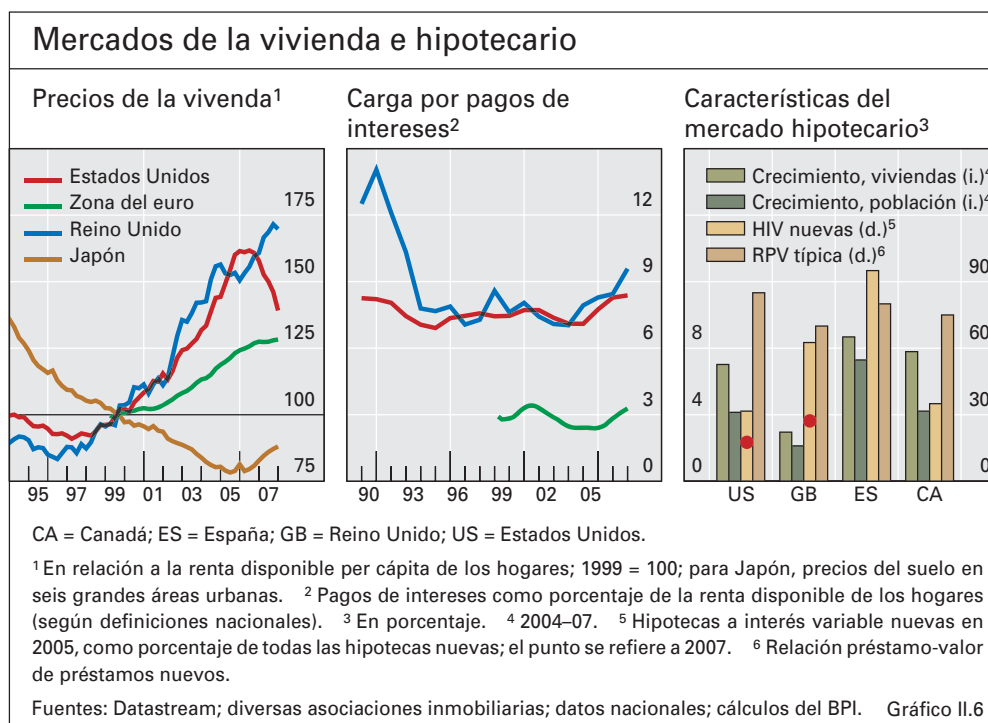 Mercados de la vivienda e hipotecario
Precios de la vivenda¹
Estados Unidos
Zona del euro
Reino Unido
Japón
175
150
125
100
75
95 97 99 01 03 05 07
Carga por pagos de
intereses²
12
9
6
3
0
90 93 96 99 02 05
Características del
mercado hipotecario³
Crecimiento, viviendas (i.)⁴
Crecimiento, población (i.)⁴
HIV nuevas (d.)⁵
RPV típica (d.)⁶
8
4
0
90
60
30
0
US GB ES CA
CA = Canadá; ES = España; GB = Reino Unido; US = Estados Unidos.
¹ En relación a la renta disponible per cápita de los hogares; 1999 = 100; para Japón, precios del suelo en
seis grandes áreas urbanas. ² Pagos de intereses como porcentaje de la renta disponible de los hogares
(según definiciones nacionales). ³ En porcentaje. ⁴ 2004–07. ⁵ Hipotecas a interés variable nuevas en
2005, como porcentaje de todas las hipotecas nuevas; el punto se refiere a 2007. ⁶ Relación préstamo-valor
de préstamos nuevos.
Fuentes: Datastream; diversas asociaciones inmobiliarias; datos nacionales; cálculos del BPI. Gráfico II.6